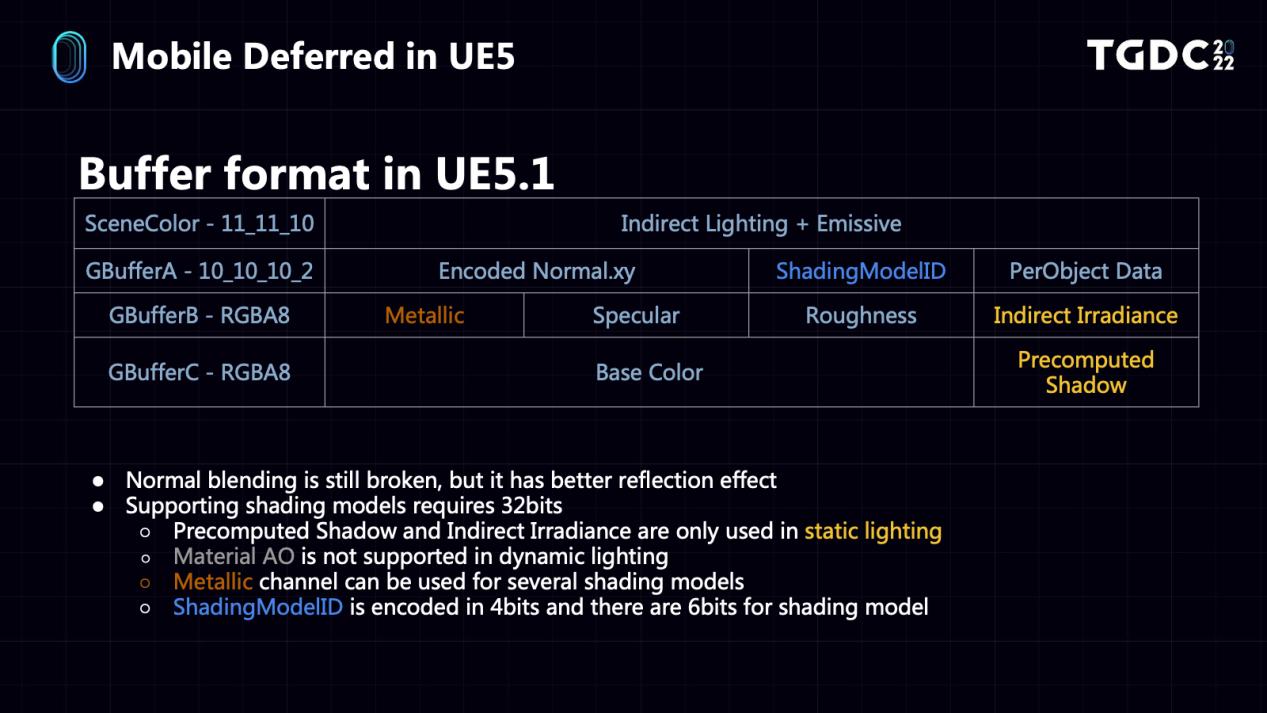 Mobile Deferred in UE5
TGDC 20 22
Buffer format in UE5.1
SceneColor - 11_11_10 Indirect Lighting + Emissive
GBufferA - 10_10_10_2 Encoded Normal.xy ShadingModelID PerObject Data
GBufferB - RGBA8 Metallic Specular Roughness Indirect Irradiance
GBufferC - RGBA8 Base Color Precomputed Shadow
● Normal blending is still broken, but it has better reflection effect
● Supporting shading models requires 32bits
○ Precomputed Shadow and Indirect Irradiance are only used in static lighting
○ Material AO is not supported in dynamic lighting
○ Metallic channel can be used for several shading models
○ ShadingModelID is encoded in 4bits and there are 6bits for shading model